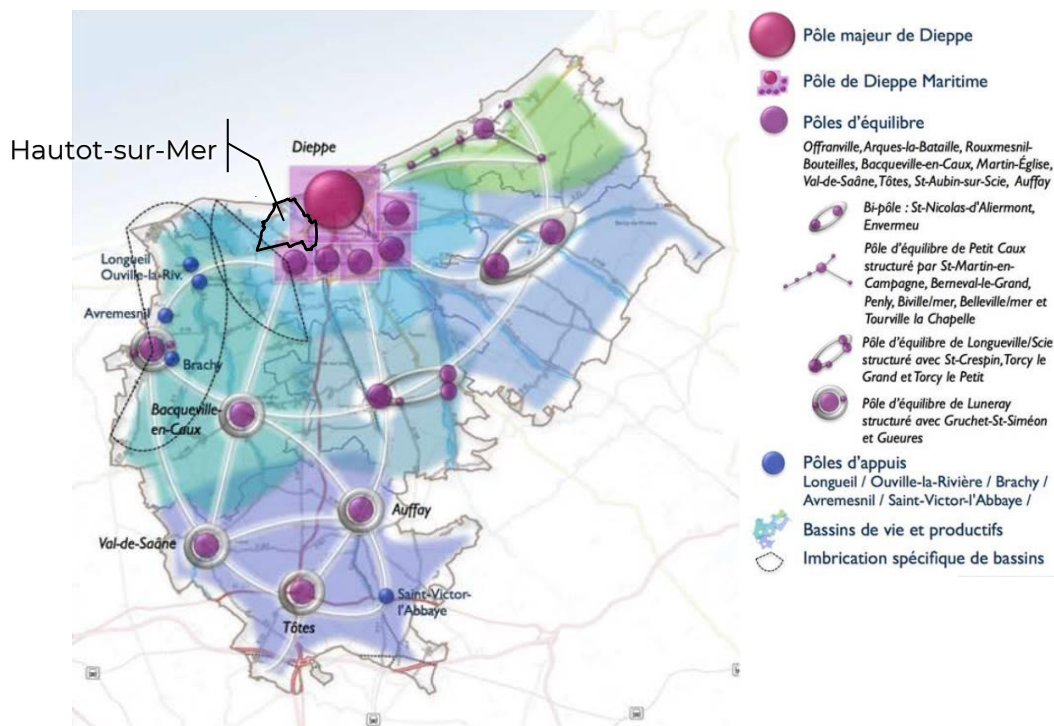 Hautot-sur-Mer
Dieppe
Longueil
Ouville-la-Riv.
Avremesnil
Brachy
Bacqueville-
en-Caux
Auffay
Val-de-Saâne
Saint-Victor-
l'Abbaye
Tôtes
Pôle majeur de Dieppe
Pôle de Dieppe Maritime
Pôles d'équilibre
Offranville, Arques-la-Bataille, Rouxmesnil-
Bouteilles, Bacqueville-en-Caux, Martin-Église,
Val-de-Saâne, Tôtes, St-Aubin-sur-Scie, Auffay
Bi-pôle : St-Nicolas-d'Aliermont,
Envermeu
Pôle d'équilibre de Petit Caux
structuré par St-Martin-en-
Campagne, Berneval-le-Grand,
Penly, Biville/mer, Belleville/mer et
Tourville la Chapelle
Pôle d'équilibre de Longueville/Scie
structuré avec St-Crespin, Torcy le
Grand et Torcy le Petit
Pôle d'équilibre de Luneray
structuré avec Gruchet-St-Siméon
et Gueures
Pôles d'appuis
Longueil / Ouville-la-Rivière / Brachy /
Avremesnil / Saint-Victor-l'Abbaye /
Bassins de vie et productifs
Imbrication spécifique de bassins